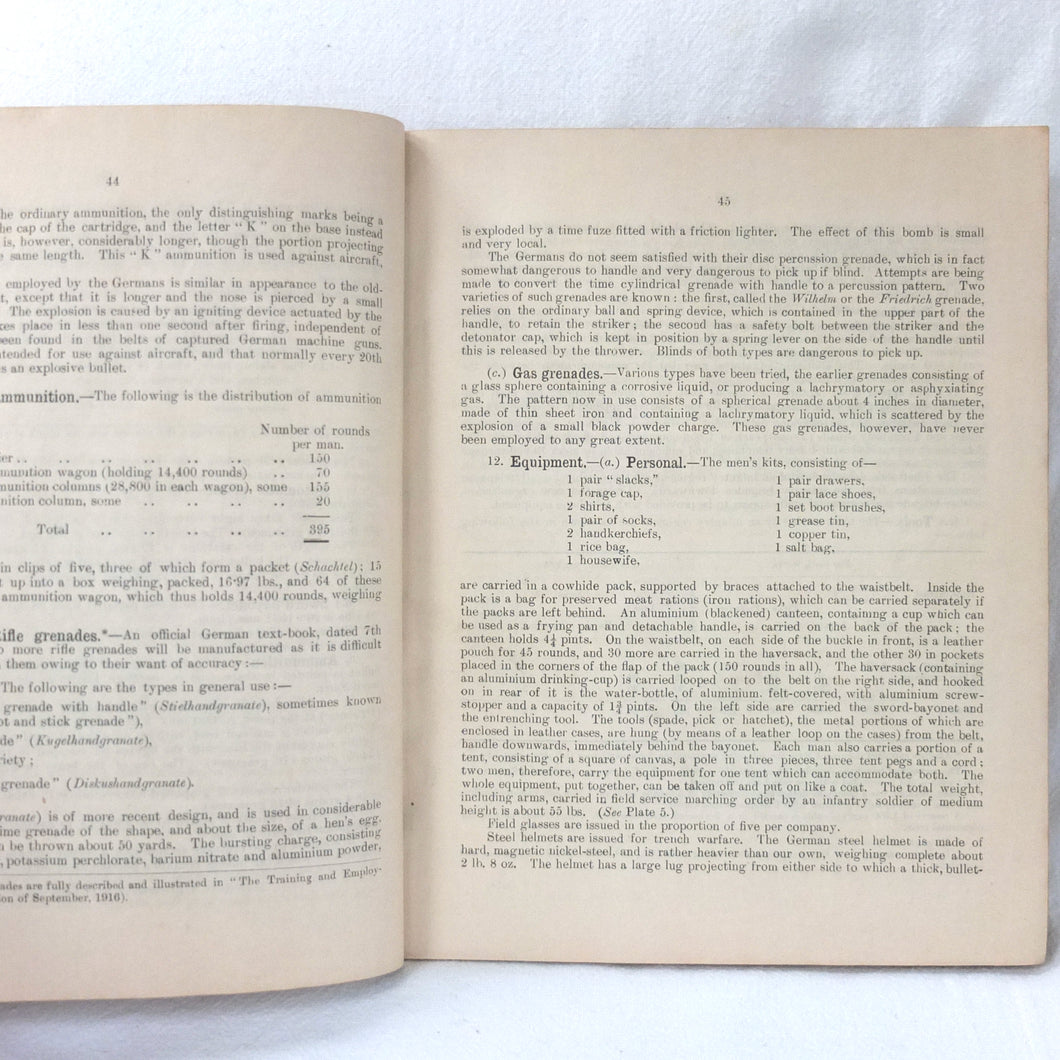 44
he ordinary ammunition, the only distinguishing marks being a
he cap of the cartridge, and the letter “ K ” on the base instead
is, however, considerably longer, though the portion projecting
e same length. This “ K ” ammunition is used against aircraft,
employed by the Germans is similar in appearance to the old-
t, except that it is longer and the nose is pierced by a small
The explosion is caused by an igniting device actuated by the
kes place in less than one second after firing, independent of
been found in the belts of captured German machine guns.
ntended for use against aircraft, and that normally every 20th
s an explosive bullet.
mmunition.—The following is the distribution of ammunition
Number of rounds
per man.
ier .. .. .. .. .. .. 150
mmunition wagon (holding 14,400 rounds) .. 70
munition columns (28,800 in each wagon), some 155
nition column, some .. .. .. .. 20
Total .. .. .. .. 395
in clips of five, three of which form a packet (Schachtel); 15
t up into a box weighing, packed, 16·97 lbs., and 64 of these
ammunition wagon, which thus holds 14,400 rounds, weighing
Rifle grenades.*—An official German text-book, dated 7th
o more rifle grenades will be manufactured as it is difficult
them owing to their want of accuracy :—
The following are the types in general use :—
grenade with handle” (Stielhandgranate), sometimes known
ot and stick grenade”),
de” (Kugelhandgranate),
riety ;
grenade” (Diskushandgranate).
ranate) is of more recent design, and is used in considerable
ime grenade of the shape, and about the size, of a hen’s egg.
n be thrown about 50 yards. The bursting charge, consisting
, potassium perchlorate, barium nitrate and aluminium powder,
ades are fully described and illustrated in “The Training and Employ-
ion of September, 1916).
45
is exploded by a time fuze fitted with a friction lighter. The effect of this bomb is small
and very local.
The Germans do not seem satisfied with their disc percussion grenade, which is in fact
somewhat dangerous to handle and very dangerous to pick up if blind. Attempts are being
made to convert the time cylindrical grenade with handle to a percussion pattern. Two
varieties of such grenades are known : the first, called the Wilhelm or the Friedrich grenade,
relies on the ordinary ball and spring device, which is contained in the upper part of the
handle, to retain the striker ; the second has a safety bolt between the striker and the
detonator cap, which is kept in position by a spring lever on the side of the handle until
this is released by the thrower. Blinds of both types are dangerous to pick up.
(c.) Gas grenades.—Various types have been tried, the earlier grenades consisting of
a glass sphere containing a corrosive liquid, or producing a lachrymatory or asphyxiating
gas. The pattern now in use consists of a spherical grenade about 4 inches in diameter,
made of thin sheet iron and containing a lachrymatory liquid, which is scattered by the
explosion of a small black powder charge. These gas grenades, however, have never
been employed to any great extent.
12. Equipment.—(a.) Personal.—The men’s kits, consisting of—
1 pair “slacks,”
1 forage cap,
2 shirts,
1 pair of socks,
2 handkerchiefs,
1 rice bag,
1 housewife,
1 pair drawers,
1 pair lace shoes,
1 set boot brushes,
1 grease tin,
1 copper tin,
1 salt bag,
are carried in a cowhide pack, supported by braces attached to the waistbelt. Inside the
pack is a bag for preserved meat rations (iron rations), which can be carried separately if
the packs are left behind. An aluminium (blackened) canteen, containing a cup which can
be used as a frying pan and detachable handle, is carried on the back of the pack ; the
canteen holds 4¼ pints. On the waistbelt, on each side of the buckle in front, is a leather
pouch for 45 rounds, and 30 more are carried in the haversack, and the other 30 in pockets
placed in the corners of the flap of the pack (150 rounds in all). The haversack (containing
an aluminium drinking-cup) is carried looped on to the belt on the right side, and hooked
on in rear of it is the water-bottle, of aluminium. felt-covered, with aluminium screw-
stopper and a capacity of 1¾ pints. On the left side are carried the sword-bayonet and
the entrenching tool. The tools (spade, pick or hatchet), the metal portions of which are
enclosed in leather cases, are hung (by means of a leather loop on the cases) from the belt,
handle downwards, immediately behind the bayonet. Each man also carries a portion of a
tent, consisting of a square of canvas, a pole in three pieces, three tent pegs and a cord ;
two men, therefore, carry the equipment for one tent which can accommodate both. The
whole equipment, put together, can be taken off and put on like a coat. The total weight,
including arms, carried in field service marching order by an infantry soldier of medium
height is about 55 lbs. (See Plate 5.)
Field glasses are issued in the proportion of five per company.
Steel helmets are issued for trench warfare. The German steel helmet is made of
hard, magnetic nickel-steel, and is rather heavier than our own, weighing complete about
2 lb. 8 oz. The helmet has a large lug projecting from either side to which a thick, bullet-